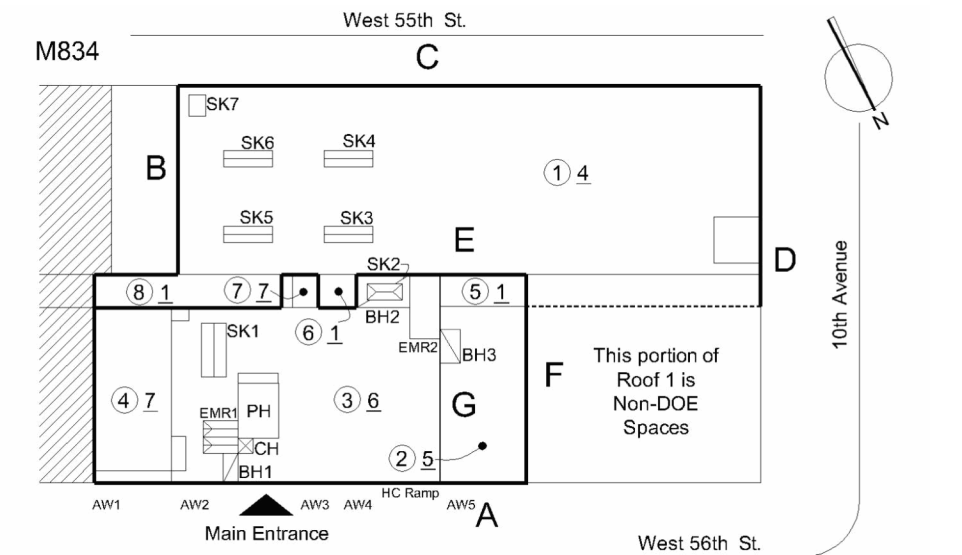 West 55th St.
M834
C
N
SK7
SK6
SK4
B
1 4
SK5
SK3
E
D
SK2
8 1
7 7
5 1
BH2
6 1
SK1
EMR2
BH3
10th Avenue
This portion of
Roof 1 is
Non-DOE
Spaces
F
4 7
3 6
G
EMR1
PH
CH
2 5
BH1
HC Ramp
AW1
AW2
AW3
AW4
AW5
A
Main Entrance
West 56th St.